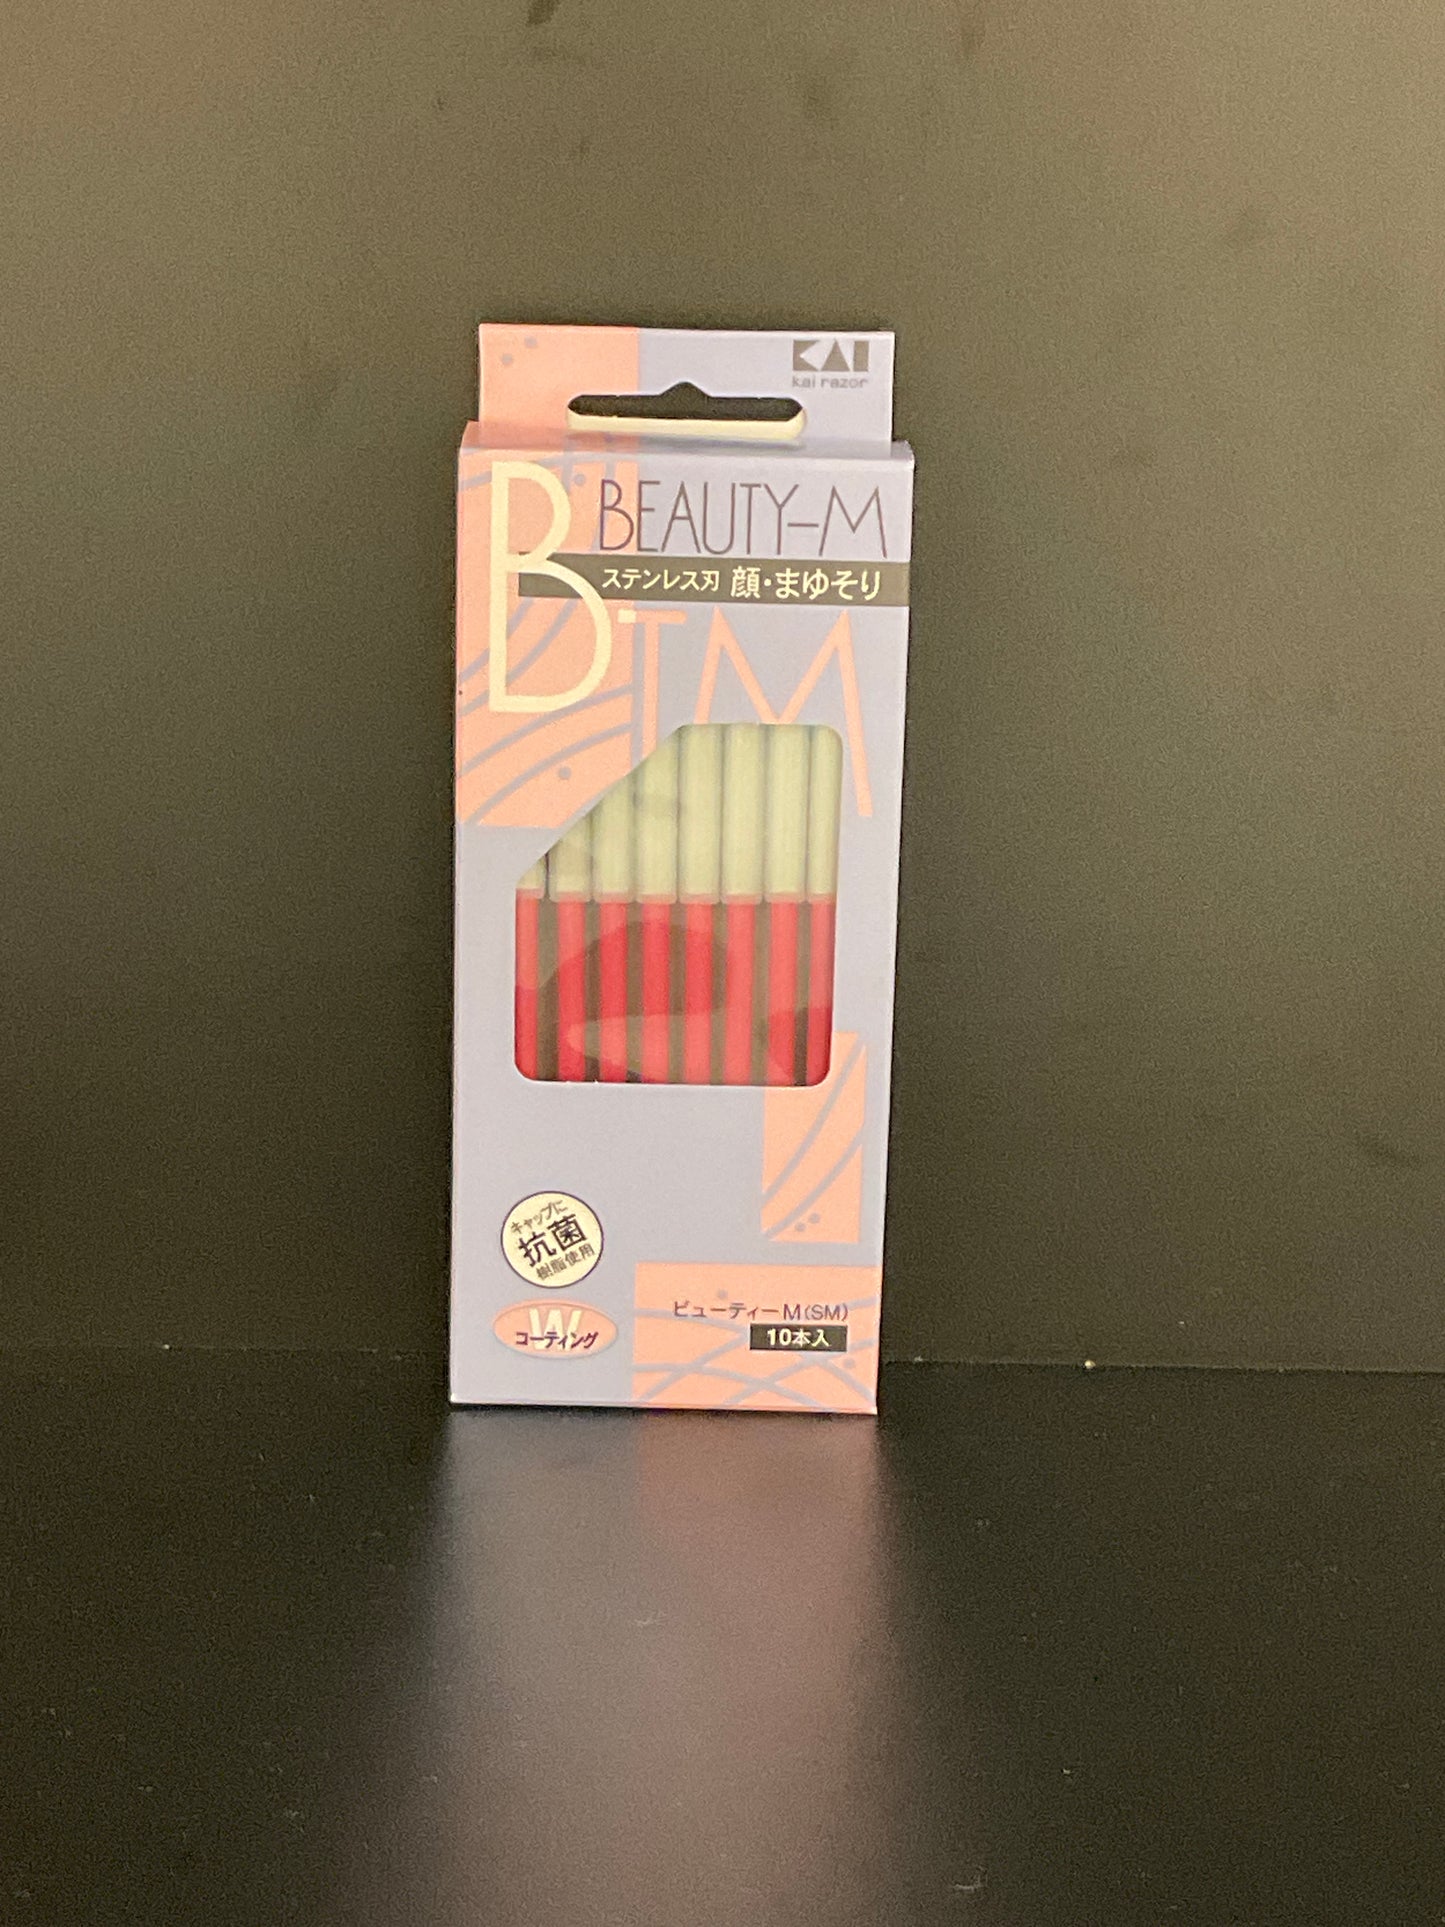 KAI
kai razor
BEAUTY-M
ステンレス刃 顔・まゆそり
BTM
キャップに
抗菌
樹脂使用
W
コーティング
ビューティーM(SM)
10本入